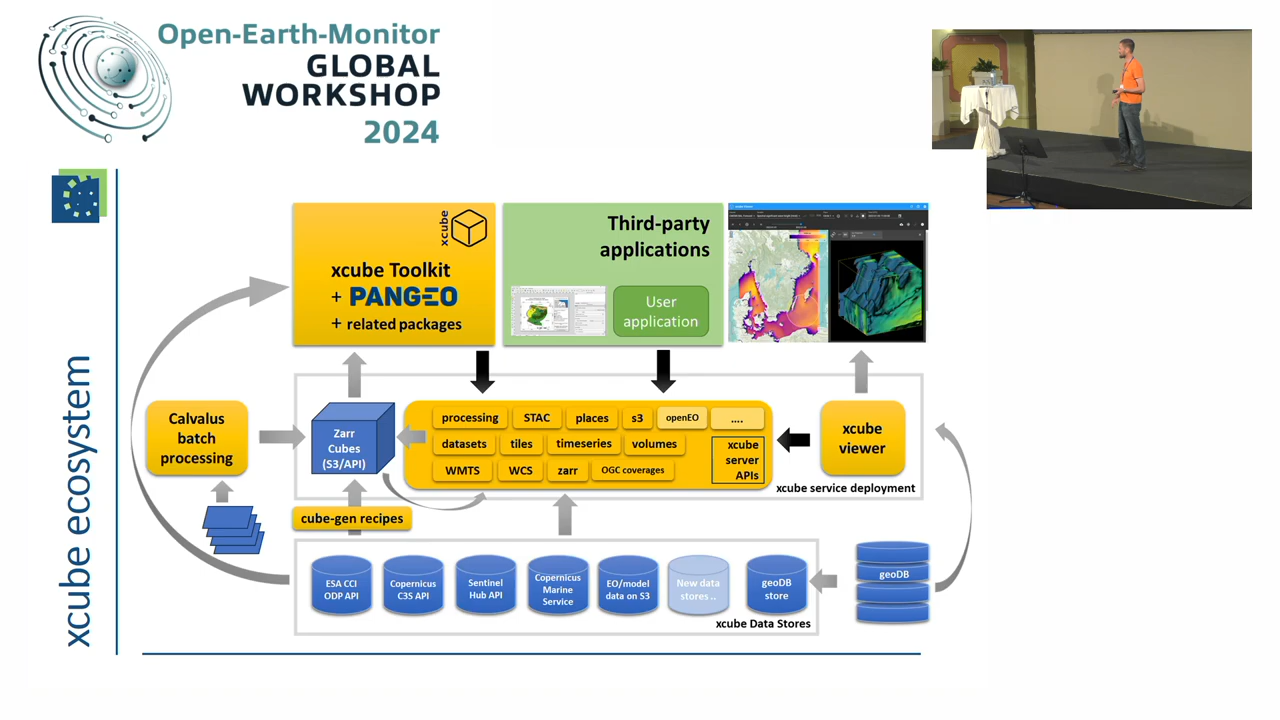 Open-Earth-Monitor
GLOBAL
WORKSHOP
2024
xcube ecosystem
xcube
xcube Toolkit
+ PANGEO
+ related packages
Third-party
applications
User
application
Calvalus
batch
processing
Zarr
Cubes
(S3/API)
processing
STAC
places
s3
openEO
....
datasets
tiles
timeseries
volumes
WMTS
WCS
zarr
OGC coverages
xcube
server
APIs
xcube
viewer
xcube service deployment
cube-gen recipes
ESA CCI
ODP API
Copernicus
C3S API
Sentinel
Hub API
Copernicus
Marine
Service
EO/model
data on S3
New data
stores ..
geoDB
store
geoDB
xcube Data Stores